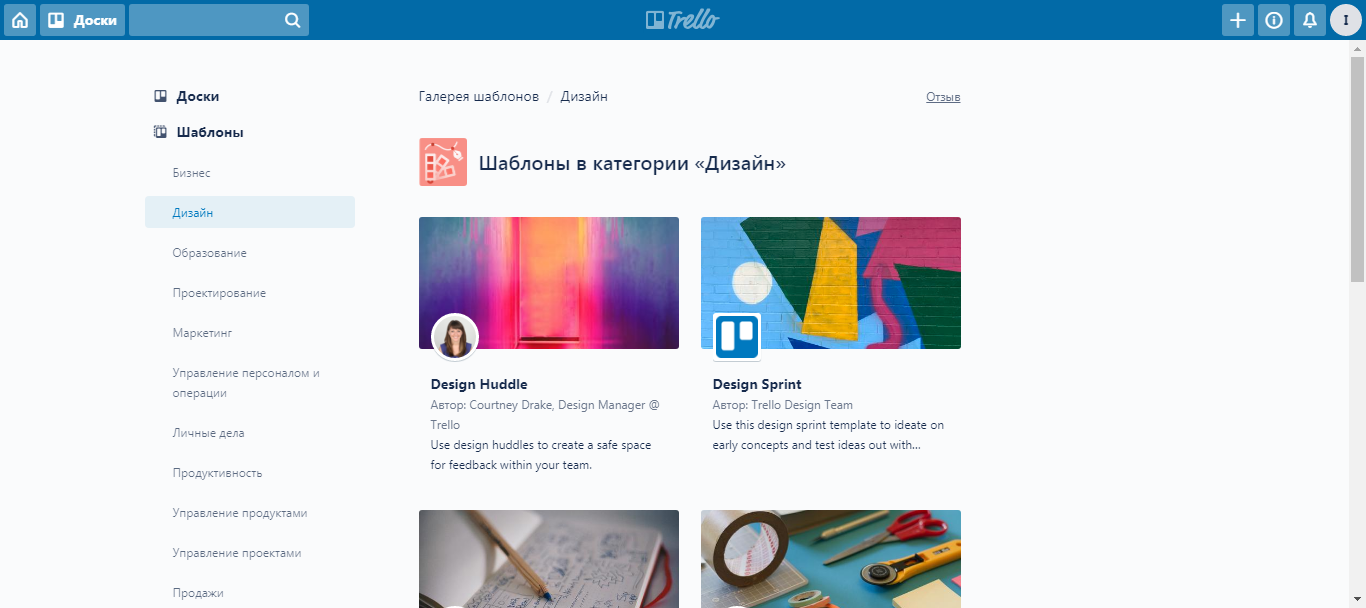 Доски
Trello
I
Доски
Шаблоны
Бизнес
Дизайн
Образование
Проектирование
Маркетинг
Управление персоналом и
операции
Личные дела
Продуктивность
Управление продуктами
Управление проектами
Продажи
Галерея шаблонов / Дизайн
Отзыв
Шаблоны в категории «Дизайн»
Design Huddle
Автор: Courtney Drake, Design Manager @
Trello
Use design huddles to create a safe space
for feedback within your team.
Design Sprint
Автор: Trello Design Team
Use this design sprint template to ideate on
early concepts and test ideas out with...